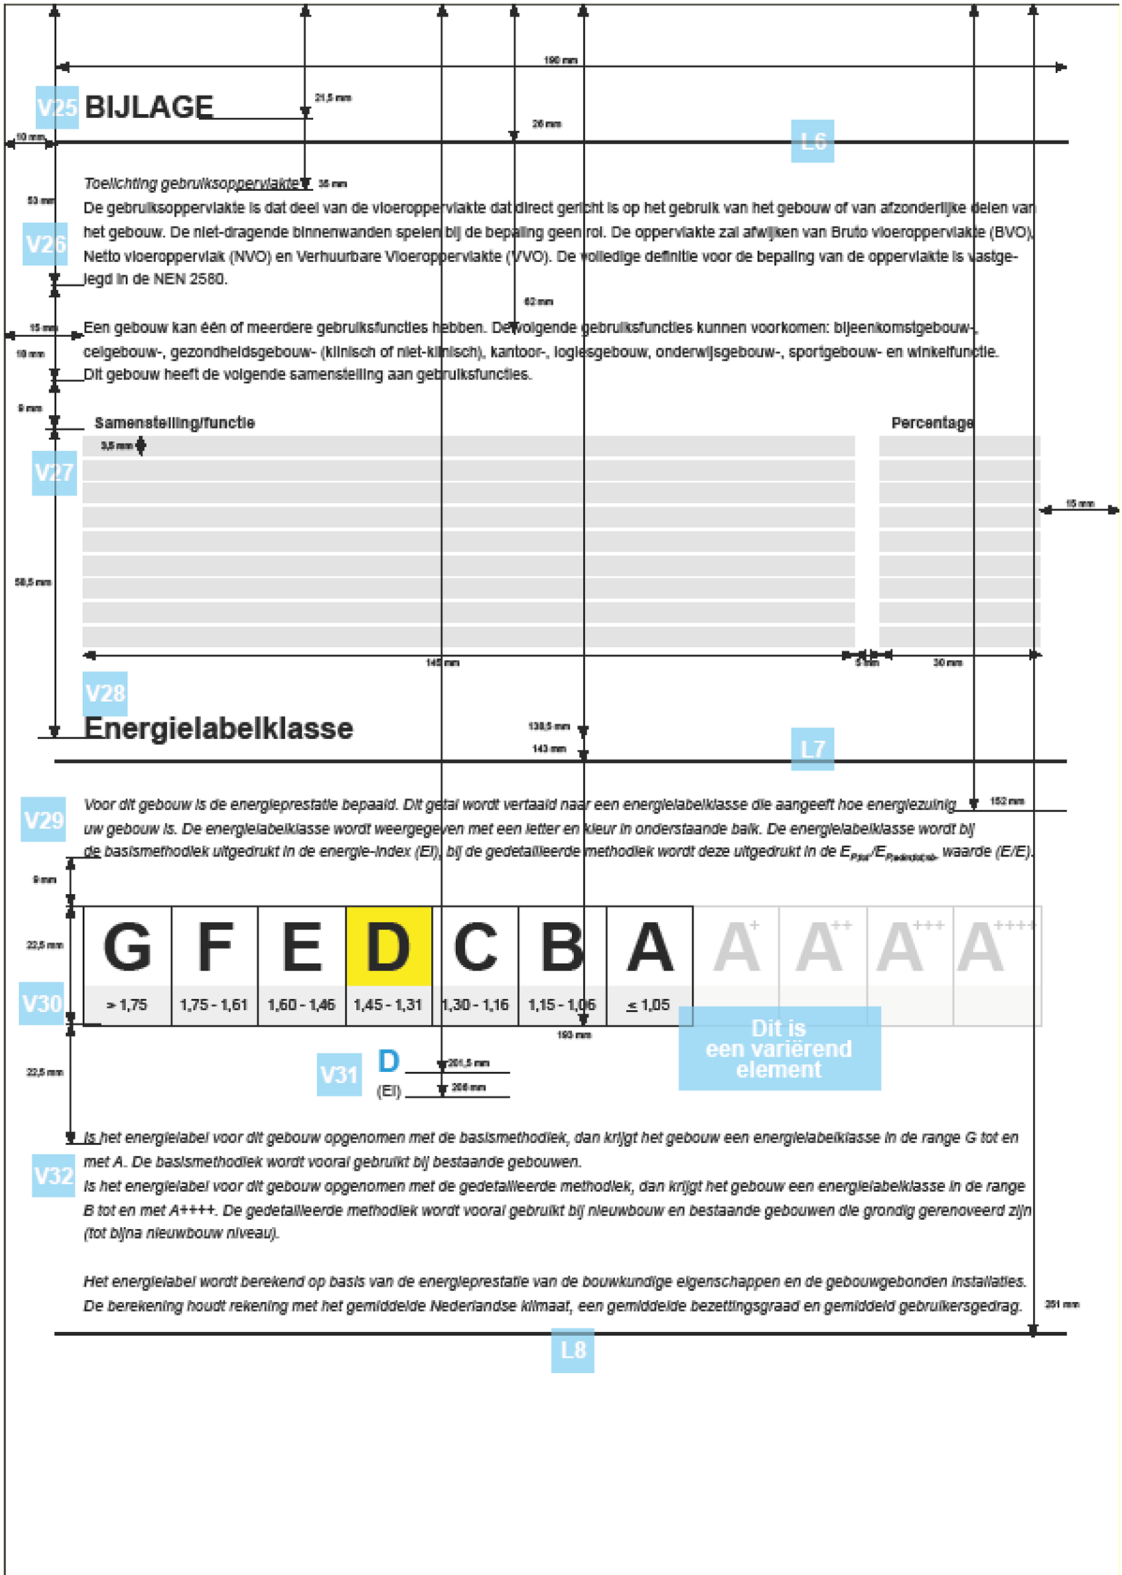 190 mm
V25 BIJLAGE
21,5 mm
26 mm
10 mm
L6
Toelichting gebruiksoppervlakte
35 mm
53 mm
V26
De gebruiksoppervlakte is dat deel van de vloeroppervlakte dat direct gericht is op het gebruik van het gebouw of van afzonderlijke delen van
het gebouw. De niet-dragende binnenwanden spelen bij de bepaling geen rol. De oppervlakte zal afwijken van Bruto vloeroppervlakte (BVO),
Netto vloeroppervlak (NVO) en Verhuurbare Vloeroppervlakte (VVO). De volledige definitie voor de bepaling van de oppervlakte is vastge-
legd in de NEN 2580.
62 mm
15 mm
18 mm
Een gebouw kan één of meerdere gebruiksfuncties hebben. De volgende gebruiksfuncties kunnen voorkomen: bijeenkomstgebouw-,
celgebouw-, gezondheidsgebouw- (klinisch of niet-klinisch), kantoor-, logiesgebouw, onderwijsgebouw-, sportgebouw- en winkelfunctie.
Dit gebouw heeft de volgende samenstelling aan gebruiksfuncties.
9 mm
Samenstelling/functie Percentage
3,5 mm
V27
15 mm
58,5 mm
145 mm 5 mm 30 mm
V28
Energielabelklasse
138,5 mm
143 mm
L7
V29
152 mm
Voor dit gebouw is de energieprestatie bepaald. Dit getal wordt vertaald naar een energielabelklasse die aangeeft hoe energiezuinig
uw gebouw is. De energielabelklasse wordt weergegeven met een letter en kleur in onderstaande balk. De energielabelklasse wordt bij
de basismethodiek uitgedrukt in de energie-index (EI), bij de gedetailleerde methodiek wordt deze uitgedrukt in de waarde (E/E).
9 mm
22,5 mm
G F E D C B A A+ A++ A+++ A++++
V30
> 1,75 1,75 - 1,61 1,60 - 1,46 1,45 - 1,31 1,30 - 1,16 1,15 - 1,06 ≤ 1,05
193 mm
Dit is
een variërend
element
22,5 mm
V31
D
201,5 mm
(EI)
206 mm
V32
Is het energielabel voor dit gebouw opgenomen met de basismethodiek, dan krijgt het gebouw een energielabelklasse in de range G tot en
met A. De basismethodiek wordt vooral gebruikt bij bestaande gebouwen.
Is het energielabel voor dit gebouw opgenomen met de gedetailleerde methodiek, dan krijgt het gebouw een energielabelklasse in de range
B tot en met A++++. De gedetailleerde methodiek wordt vooral gebruikt bij nieuwbouw en bestaande gebouwen die grondig gerenoveerd zijn
(tot bijna nieuwbouw niveau).
Het energielabel wordt berekend op basis van de energieprestatie van de bouwkundige eigenschappen en de gebouwgebonden installaties.
De berekening houdt rekening met het gemiddelde Nederlandse klimaat, een gemiddelde bezettingsgraad en gemiddeld gebruikersgedrag.
251 mm
L8